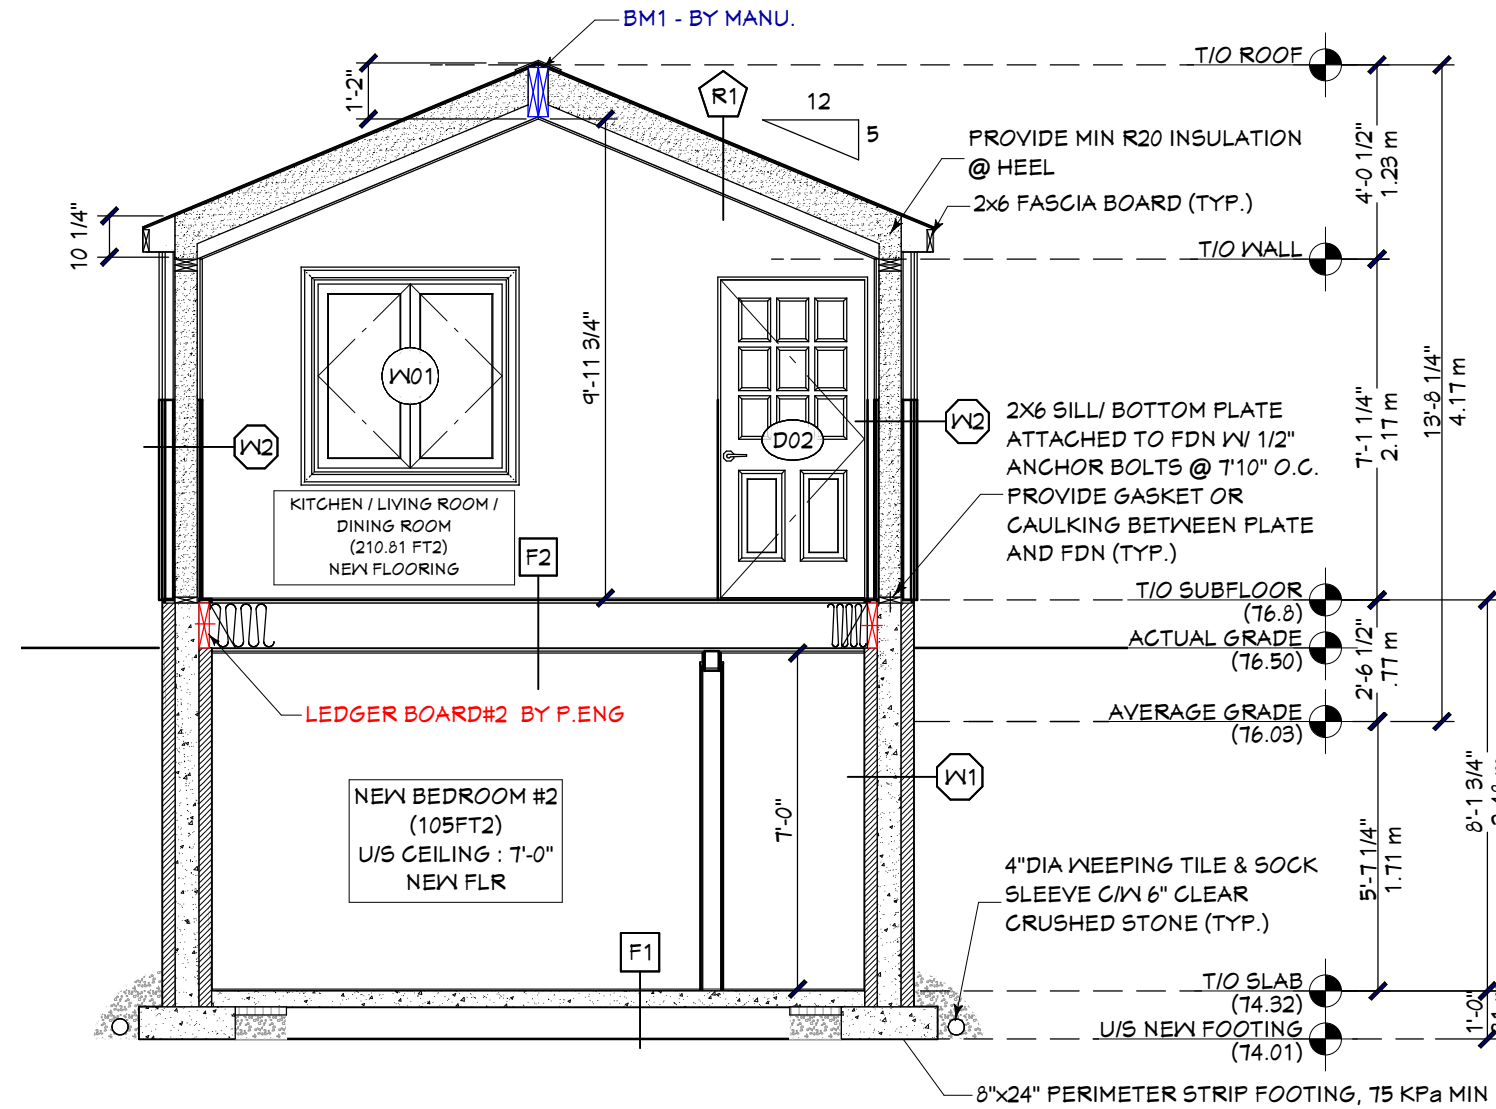 BM1 - BY MANU.
T/O ROOF
1'-2"
R1
12
5
PROVIDE MIN R20 INSULATION
@ HEEL
2x6 FASCIA BOARD (TYP.)
4'-0 1/2"
1.23 m
10 1/4"
T/O WALL
9'-11 3/4"
W01
D02
W2
W2
2X6 SILL/ BOTTOM PLATE
ATTACHED TO FDN W/ 1/2"
ANCHOR BOLTS @ 7'10" O.C.
PROVIDE GASKET OR
CAULKING BETWEEN PLATE
AND FDN (TYP.)
7'-1 1/4"
2.17 m
13'-8 1/4"
4.17 m
KITCHEN / LIVING ROOM /
DINING ROOM
(210.81 FT2)
NEW FLOORING
F2
T/O SUBFLOOR
(76.8)
ACTUAL GRADE
(76.50)
2'-6 1/2"
.77 m
LEDGER BOARD#2 BY P.ENG
AVERAGE GRADE
(76.03)
W1
NEW BEDROOM #2
(105FT2)
U/S CEILING : 7'-0"
NEW FLR
7'-0"
8'-1 3/4"
5'-7 1/4"
1.71 m
4"DIA WEEPING TILE & SOCK
SLEEVE C/W 6" CLEAR
CRUSHED STONE (TYP.)
F1
T/O SLAB
(74.32)
1'-0"
U/S NEW FOOTING
(74.01)
8"x24" PERIMETER STRIP FOOTING, 75 KPa MIN